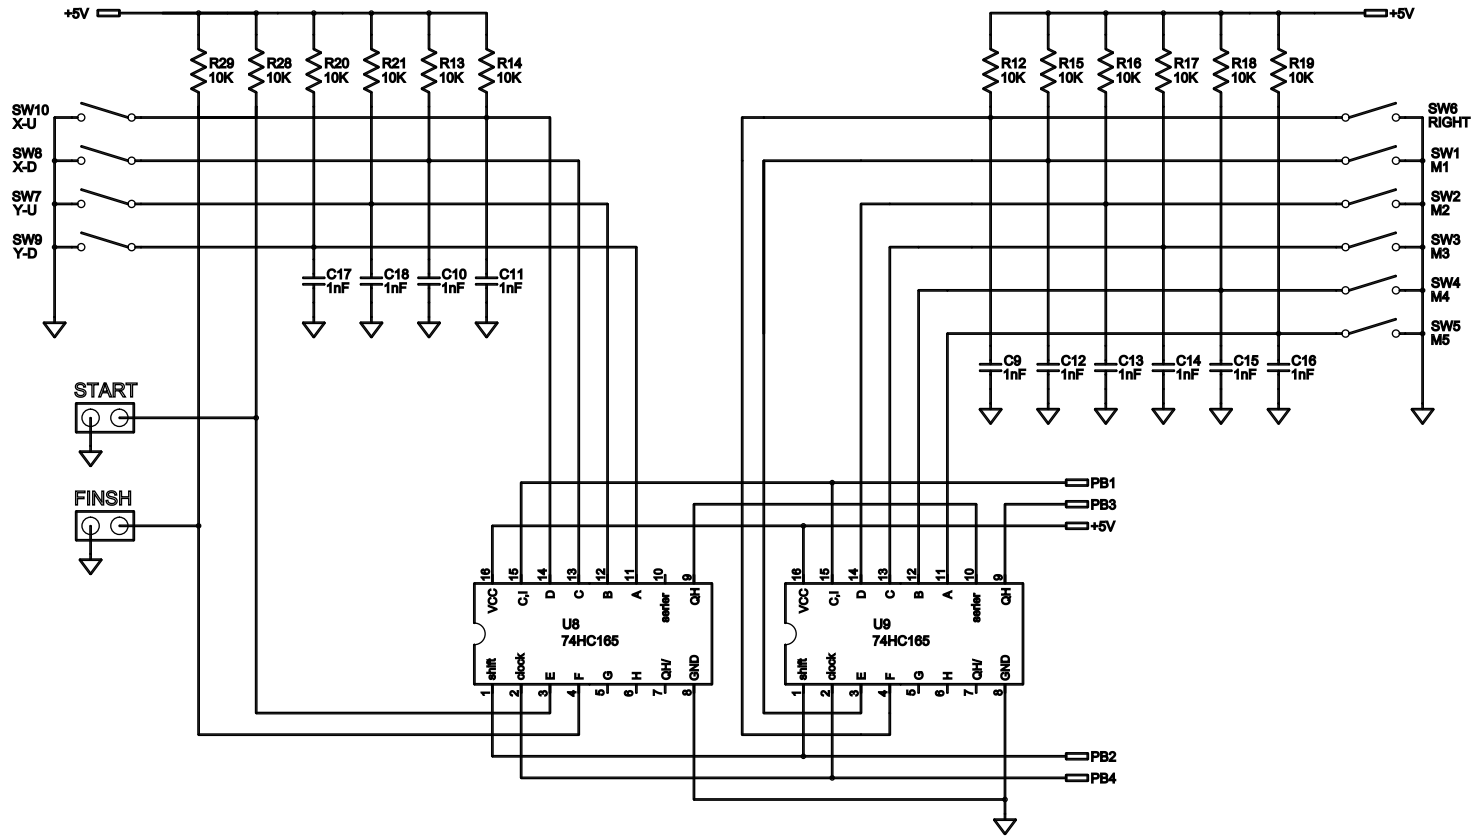 +5V
+5V
R29
10K
R28
10K
R20
10K
R21
10K
R13
10K
R14
10K
R12
10K
R15
10K
R16
10K
R17
10K
R18
10K
R19
10K
SW10
X-U
SW8
X-D
SW7
Y-U
SW9
Y-D
SW6
RIGHT
SW1
M1
SW2
M2
SW3
M3
SW4
M4
SW5
M5
C17
1nF
C18
1nF
C10
1nF
C11
1nF
C9
1nF
C12
1nF
C13
1nF
C14
1nF
C15
1nF
C16
1nF
START
FINSH
PB1
PB3
+5V
16 15 14 13 12 11 10 9
VCC C,I D C B A serier QH
U8
74HC165
shift clock E F G H QH/ GND
1 2 3 4 5 6 7 8
16 15 14 13 12 11 10 9
VCC C,I D C B A serier QH
U9
74HC165
shift clock E F G H QH/ GND
1 2 3 4 5 6 7 8
PB2
PB4